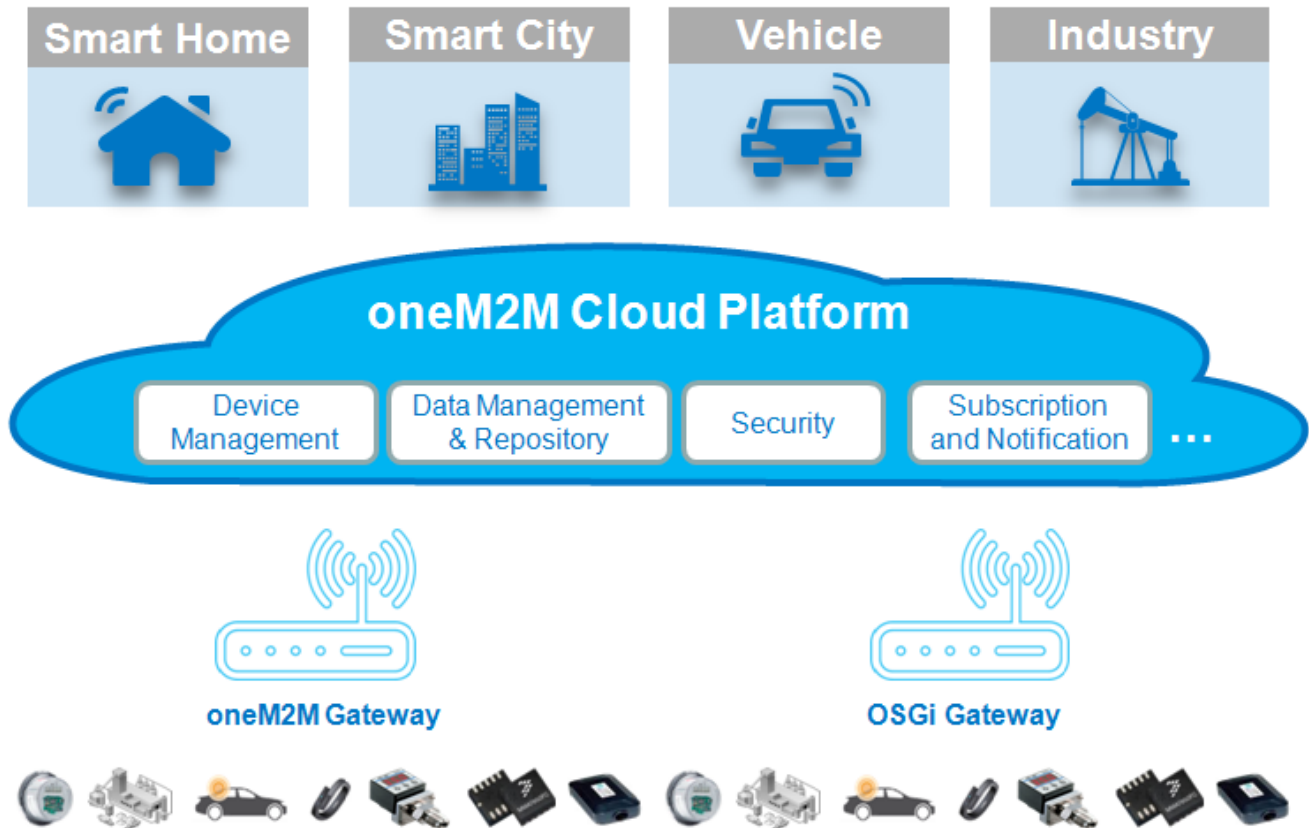 Smart Home
Smart City
Vehicle
Industry
oneM2M Cloud Platform
Device
Management
Data Management
& Repository
Security
Subscription
and Notification
...
oneM2M Gateway
OSGi Gateway